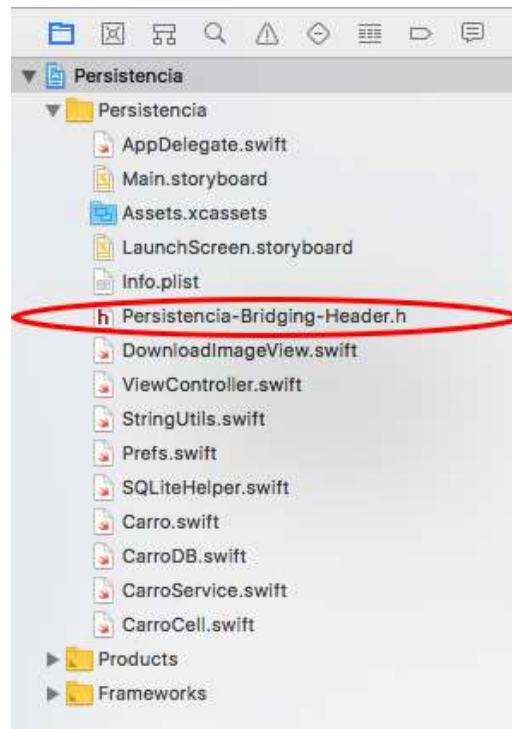 Persistencia
Persistencia
AppDelegate.swift
Main.storyboard
Assets.xcassets
LaunchScreen.storyboard
Info.plist
h Persistencia-Bridging-Header.h
DownloadImageView.swift
ViewController.swift
StringUtils.swift
Prefs.swift
SQLiteHelper.swift
Carro.swift
CarroDB.swift
CarroService.swift
CarroCell.swift
Products
Frameworks